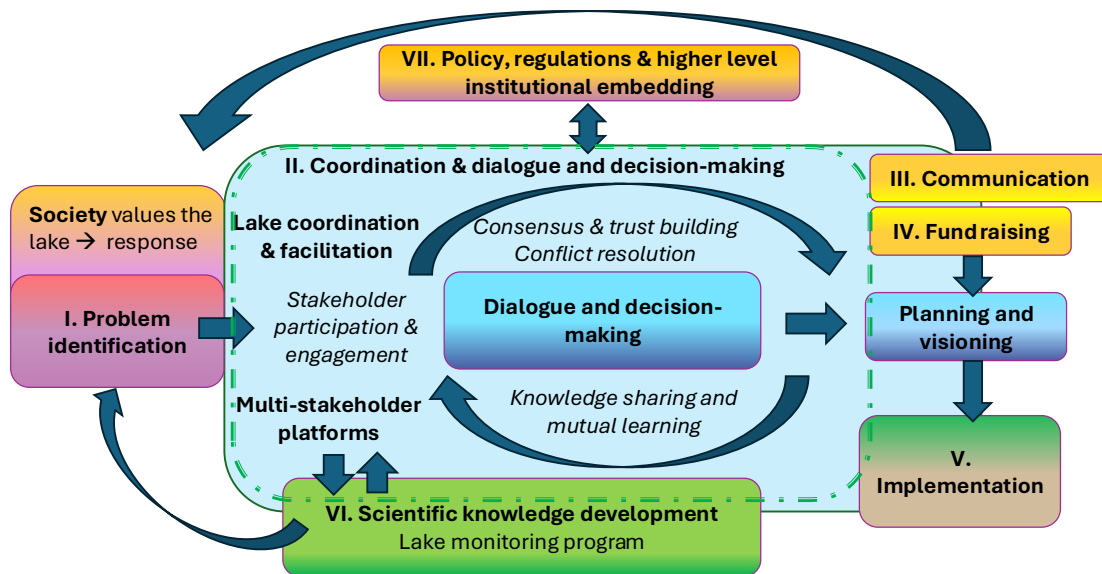 VII. Policy, regulations & higher level
institutional embedding
II. Coordination & dialogue and decision-making
III. Communication
Society values the
lake → response
Lake coordination
& facilitation
Consensus & trust building
Conflict resolution
IV. Fund raising
I. Problem
identification
Stakeholder
participation &
engagement
Dialogue and decision-
making
Planning and
visioning
Multi-stakeholder
platforms
Knowledge sharing and
mutual learning
V.
Implementation
VI. Scientific knowledge development
Lake monitoring program